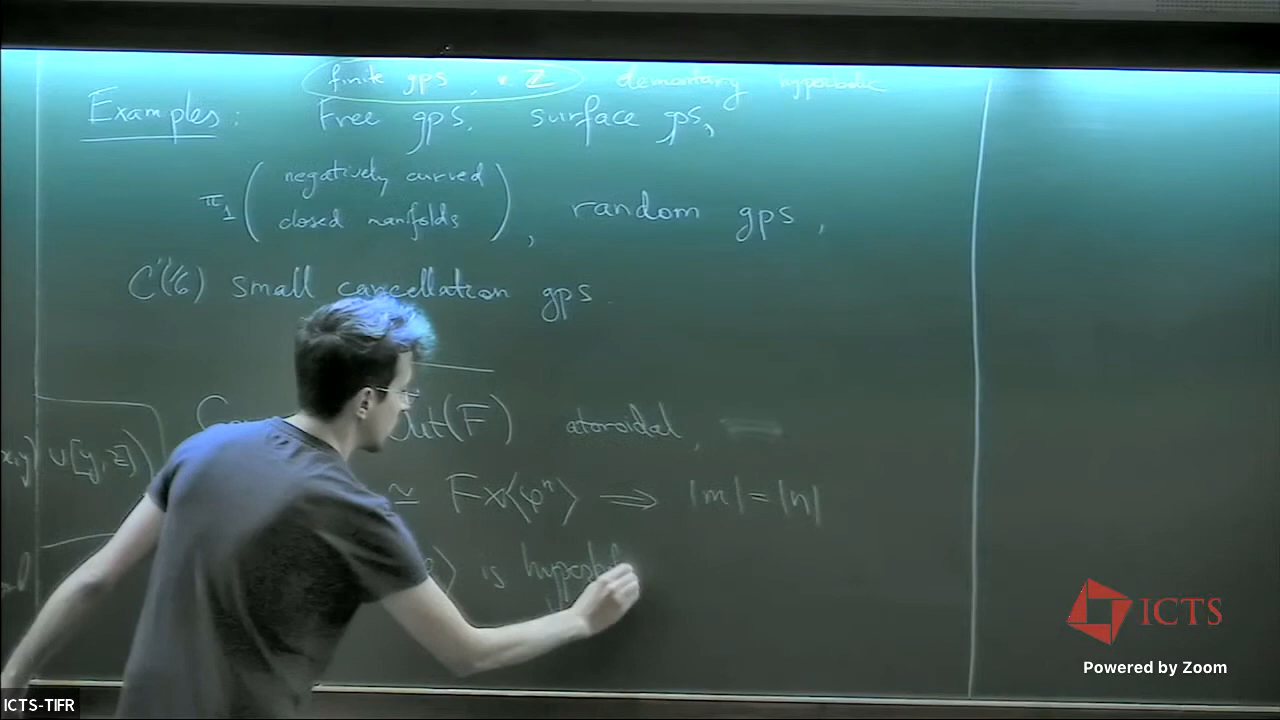 finite gps, Z elementary hyperbolic
Examples: Free gps, surface gps,
π₁ ( negatively curved
closed manifolds ) , random gps,
C'(1/6) small cancellation gps.
Out(F) atoroidal,
x,y] ∪ [y,z])
≅ F⋊⟨φⁿ⟩ ⟹ |m|=|n|
⟩ is
ICTS
Powered by Zoom
ICTS-TIFR